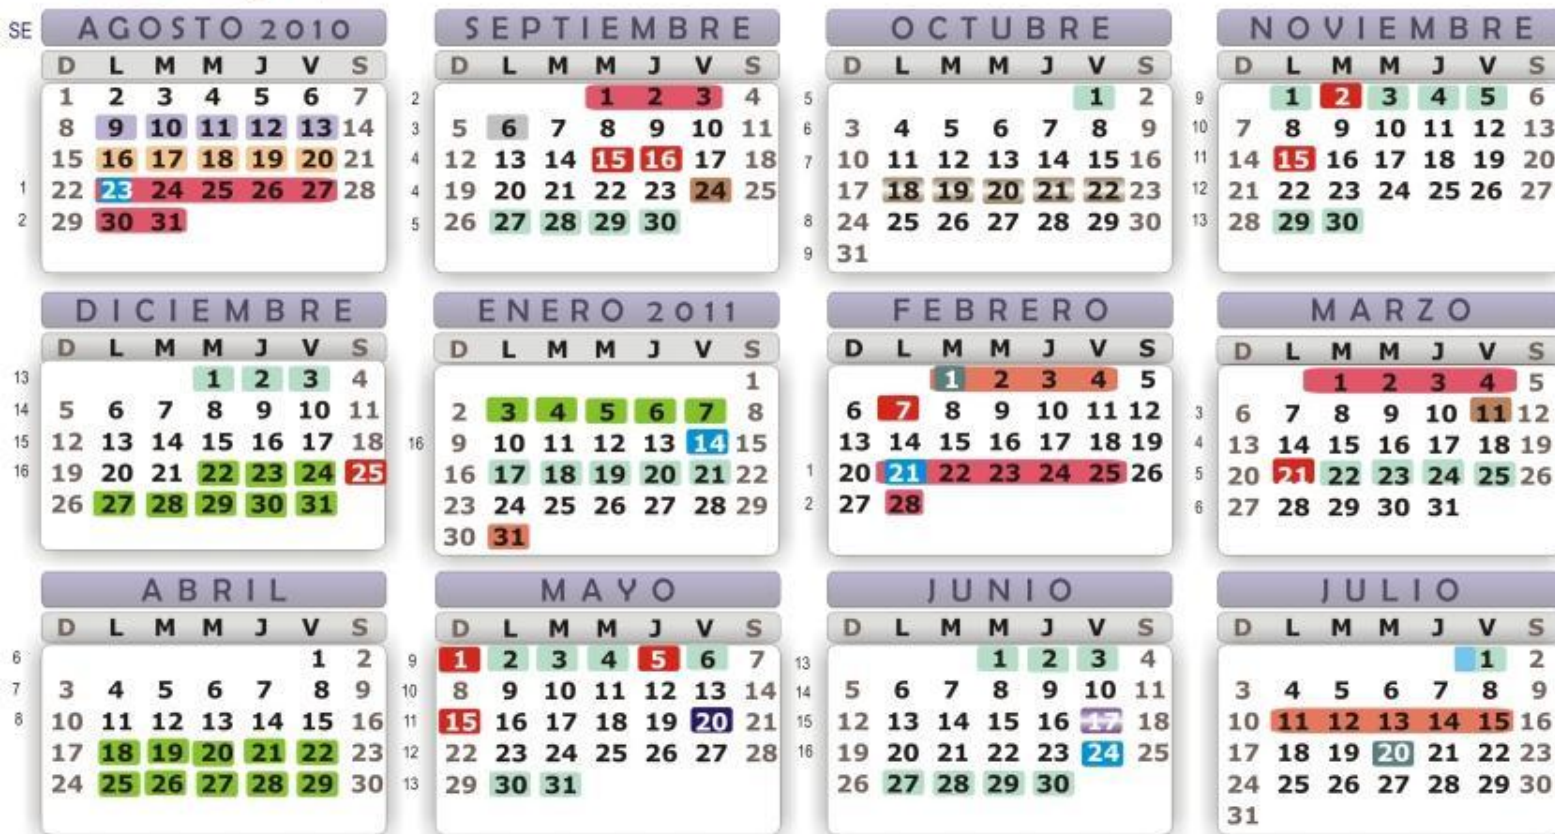 SE
AGOSTO 2010
D L M M J V S
1 2 3 4 5 6 7
8 9 10 11 12 13 14
15 16 17 18 19 20 21
1 22 23 24 25 26 27 28
2 29 30 31
SEPTIEMBRE
D L M M J V S
2 1 2 3 4
3 5 6 7 8 9 10 11
4 12 13 14 15 16 17 18
4 19 20 21 22 23 24 25
5 26 27 28 29 30
OCTUBRE
D L M M J V S
5 1 2
6 3 4 5 6 7 8 9
7 10 11 12 13 14 15 16
17 18 19 20 21 22 23
8 24 25 26 27 28 29 30
9 31
NOVIEMBRE
D L M M J V S
9 1 2 3 4 5 6
10 7 8 9 10 11 12 13
11 14 15 16 17 18 19 20
12 21 22 23 24 25 26 27
13 28 29 30
DICIEMBRE
D L M M J V S
13 1 2 3 4
14 5 6 7 8 9 10 11
15 12 13 14 15 16 17 18
16 19 20 21 22 23 24 25
26 27 28 29 30 31
ENERO 2011
D L M M J V S
1
2 3 4 5 6 7 8
16 9 10 11 12 13 14 15
16 17 18 19 20 21 22
23 24 25 26 27 28 29
30 31
FEBRERO
D L M M J V S
1 2 3 4 5
6 7 8 9 10 11 12
13 14 15 16 17 18 19
1 20 21 22 23 24 25 26
2 27 28
MARZO
D L M M J V S
1 2 3 4 5
3 6 7 8 9 10 11 12
4 13 14 15 16 17 18 19
5 20 21 22 23 24 25 26
6 27 28 29 30 31
ABRIL
D L M M J V S
6 1 2
7 3 4 5 6 7 8 9
8 10 11 12 13 14 15 16
17 18 19 20 21 22 23
24 25 26 27 28 29 30
MAYO
D L M M J V S
9 1 2 3 4 5 6 7
10 8 9 10 11 12 13 14
11 15 16 17 18 19 20 21
12 22 23 24 25 26 27 28
13 29 30 31
JUNIO
D L M M J V S
13 1 2 3 4
14 5 6 7 8 9 10 11
15 12 13 14 15 16 17 18
16 19 20 21 22 23 24 25
26 27 28 29 30
JULIO
D L M M J V S
1 2
3 4 5 6 7 8 9
10 11 12 13 14 15 16
17 18 19 20 21 22 23
24 25 26 27 28 29 30
31